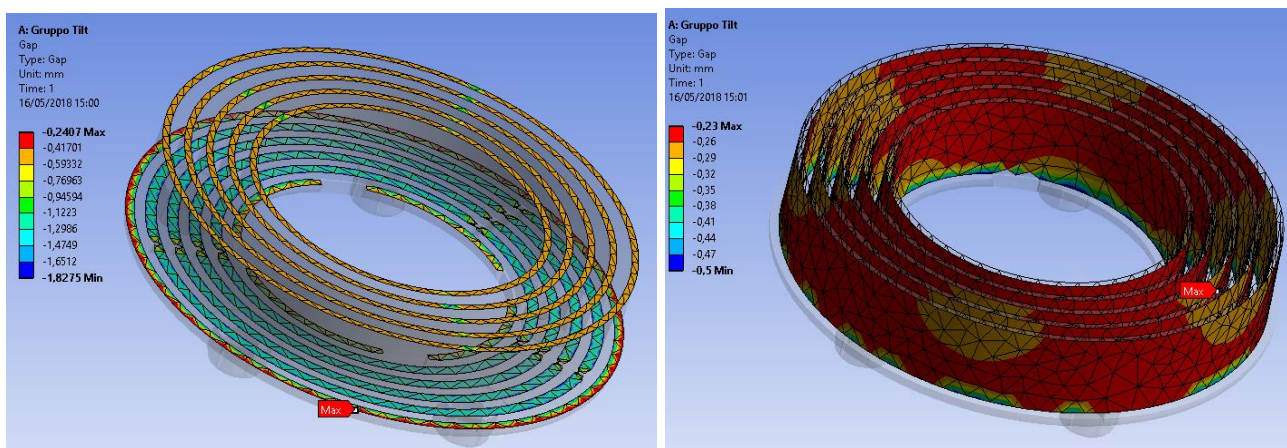 A: Gruppo Tilt
Gap
Type: Gap
Unit: mm
Time: 1
16/05/2018 15:00
-0,2407 Max
-0,41701
-0,59332
-0,76963
-0,94594
-1,1223
-1,2986
-1,4749
-1,6512
-1,8275 Min
Max
A: Gruppo Tilt
Gap
Type: Gap
Unit: mm
Time: 1
16/05/2018 15:01
-0,23 Max
-0,26
-0,29
-0,32
-0,35
-0,38
-0,41
-0,44
-0,47
-0,5 Min
Max